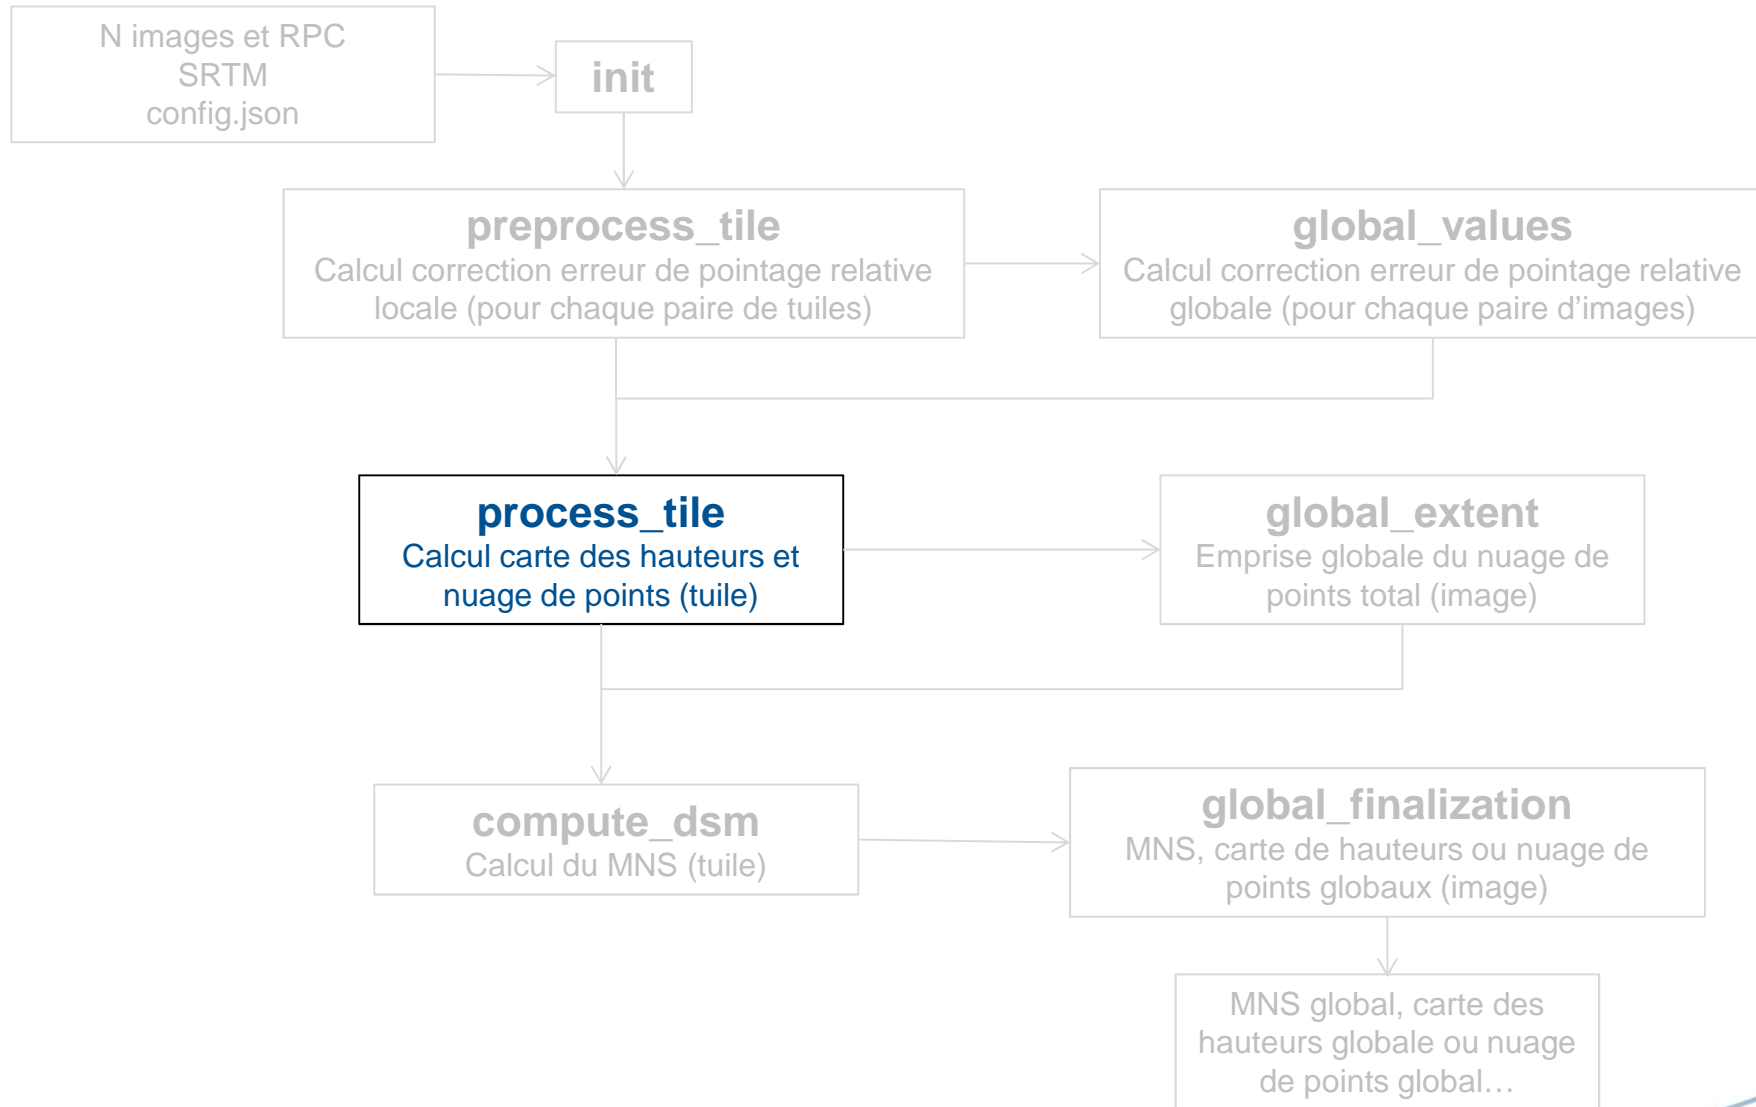 N images et RPC
SRTM
config.json
init
preprocess_tile
Calcul correction erreur de pointage relative
locale (pour chaque paire de tuiles)
global_values
Calcul correction erreur de pointage relative
globale (pour chaque paire d’images)
process_tile
Calcul carte des hauteurs et
nuage de points (tuile)
global_extent
Emprise globale du nuage de
points total (image)
compute_dsm
Calcul du MNS (tuile)
global_finalization
MNS, carte de hauteurs ou nuage de
points globaux (image)
MNS global, carte des
hauteurs globale ou nuage
de points global…